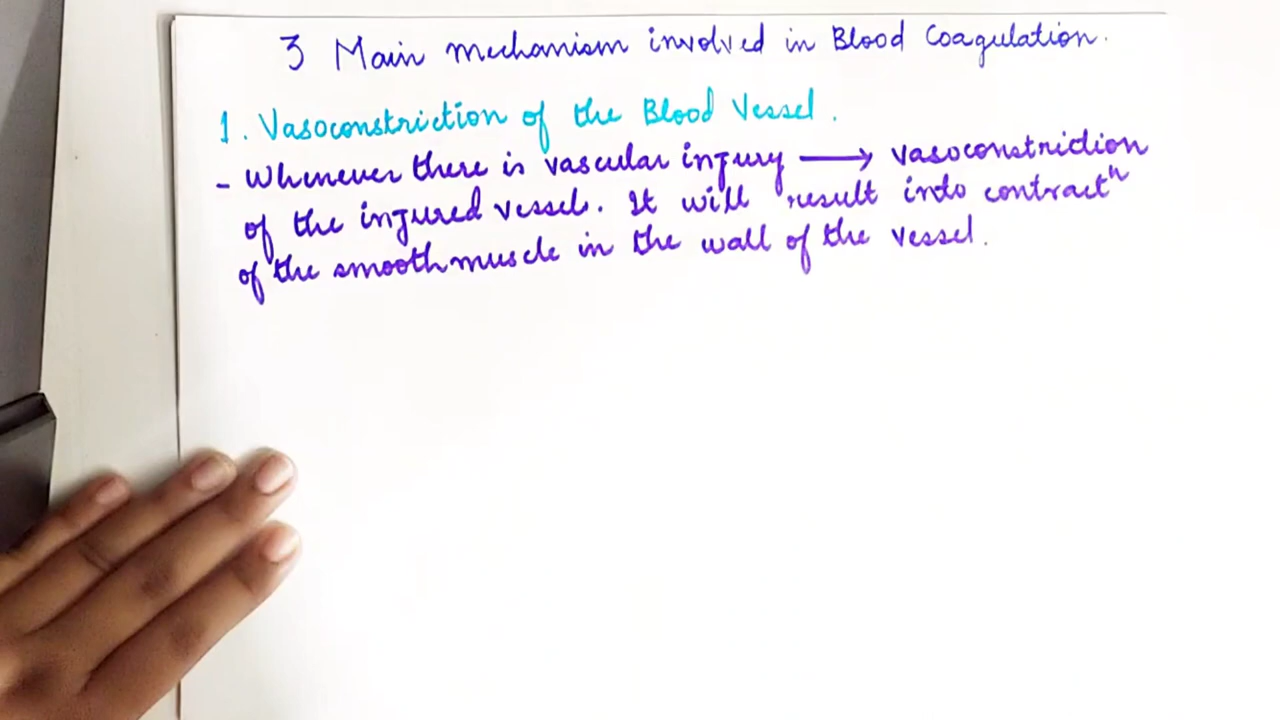 3 Main mechanism involved in Blood Coagulation.
1. Vasoconstriction of the Blood Vessel.
- Whenever there is vascular injury → vasoconstriction
of the injured vessel. It will result into contractⁿ
of the smooth muscle in the wall of the vessel.